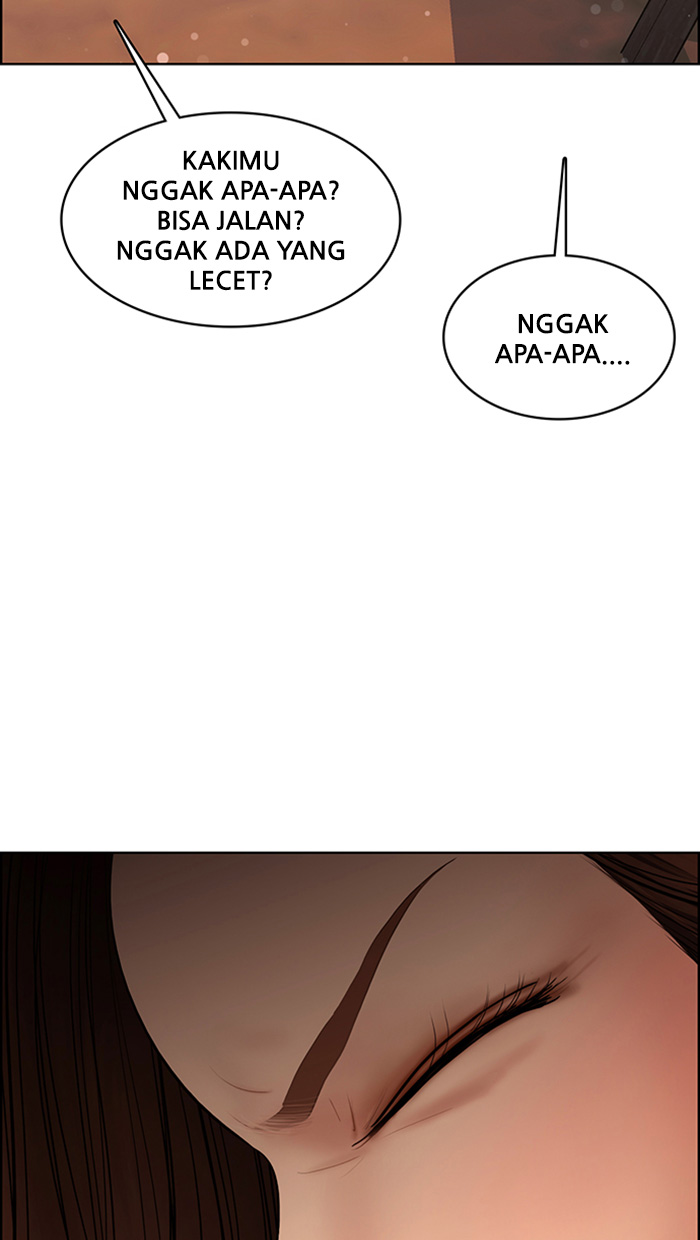 KAKIMU
NGGAK APA-APA?
BISA JALAN?
NGGAK ADA YANG
LECET?
NGGAK
APA-APA....